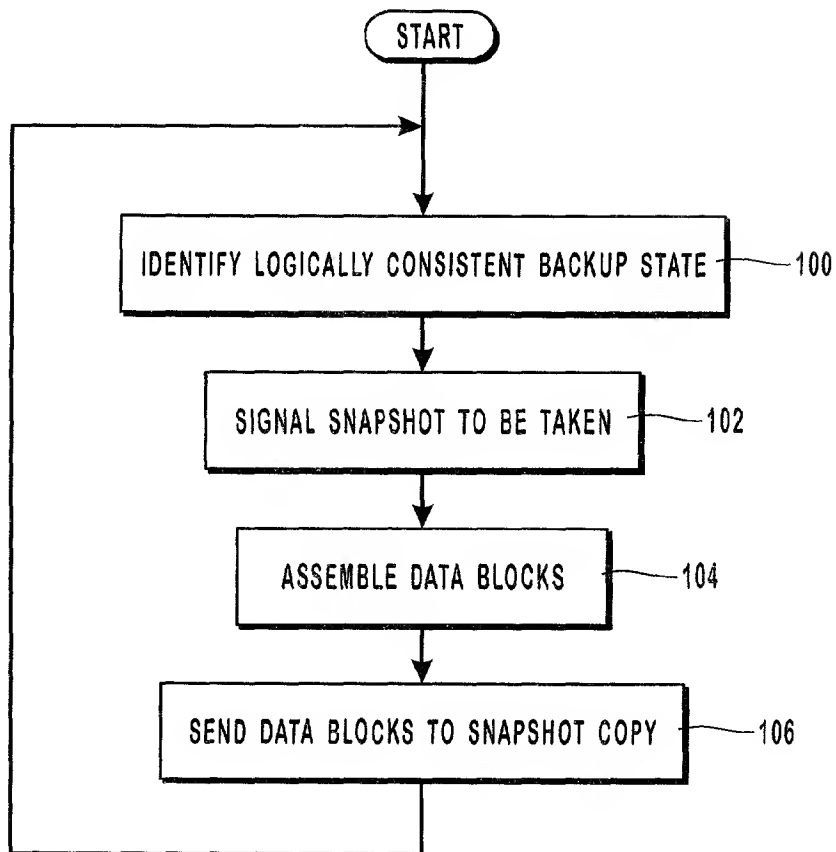 START
IDENTIFY LOGICALLY CONSISTENT BACKUP STATE 100
SIGNAL SNAPSHOT TO BE TAKEN 102
ASSEMBLE DATA BLOCKS 104
SEND DATA BLOCKS TO SNAPSHOT COPY 106